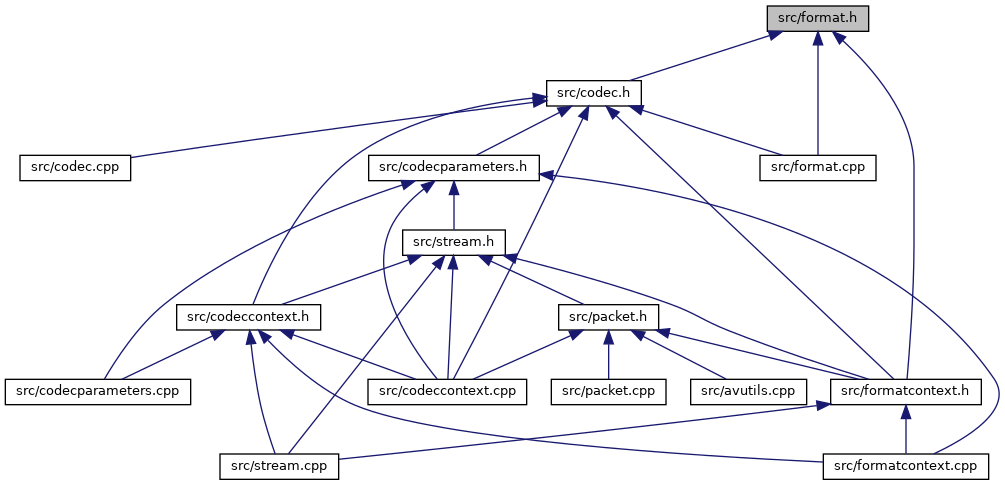 src/format.h
src/codec.h
src/codec.cpp
src/codecparameters.h
src/format.cpp
src/stream.h
src/codeccontext.h
src/packet.h
src/codecparameters.cpp
src/codeccontext.cpp
src/packet.cpp
src/avutils.cpp
src/formatcontext.h
src/stream.cpp
src/formatcontext.cpp